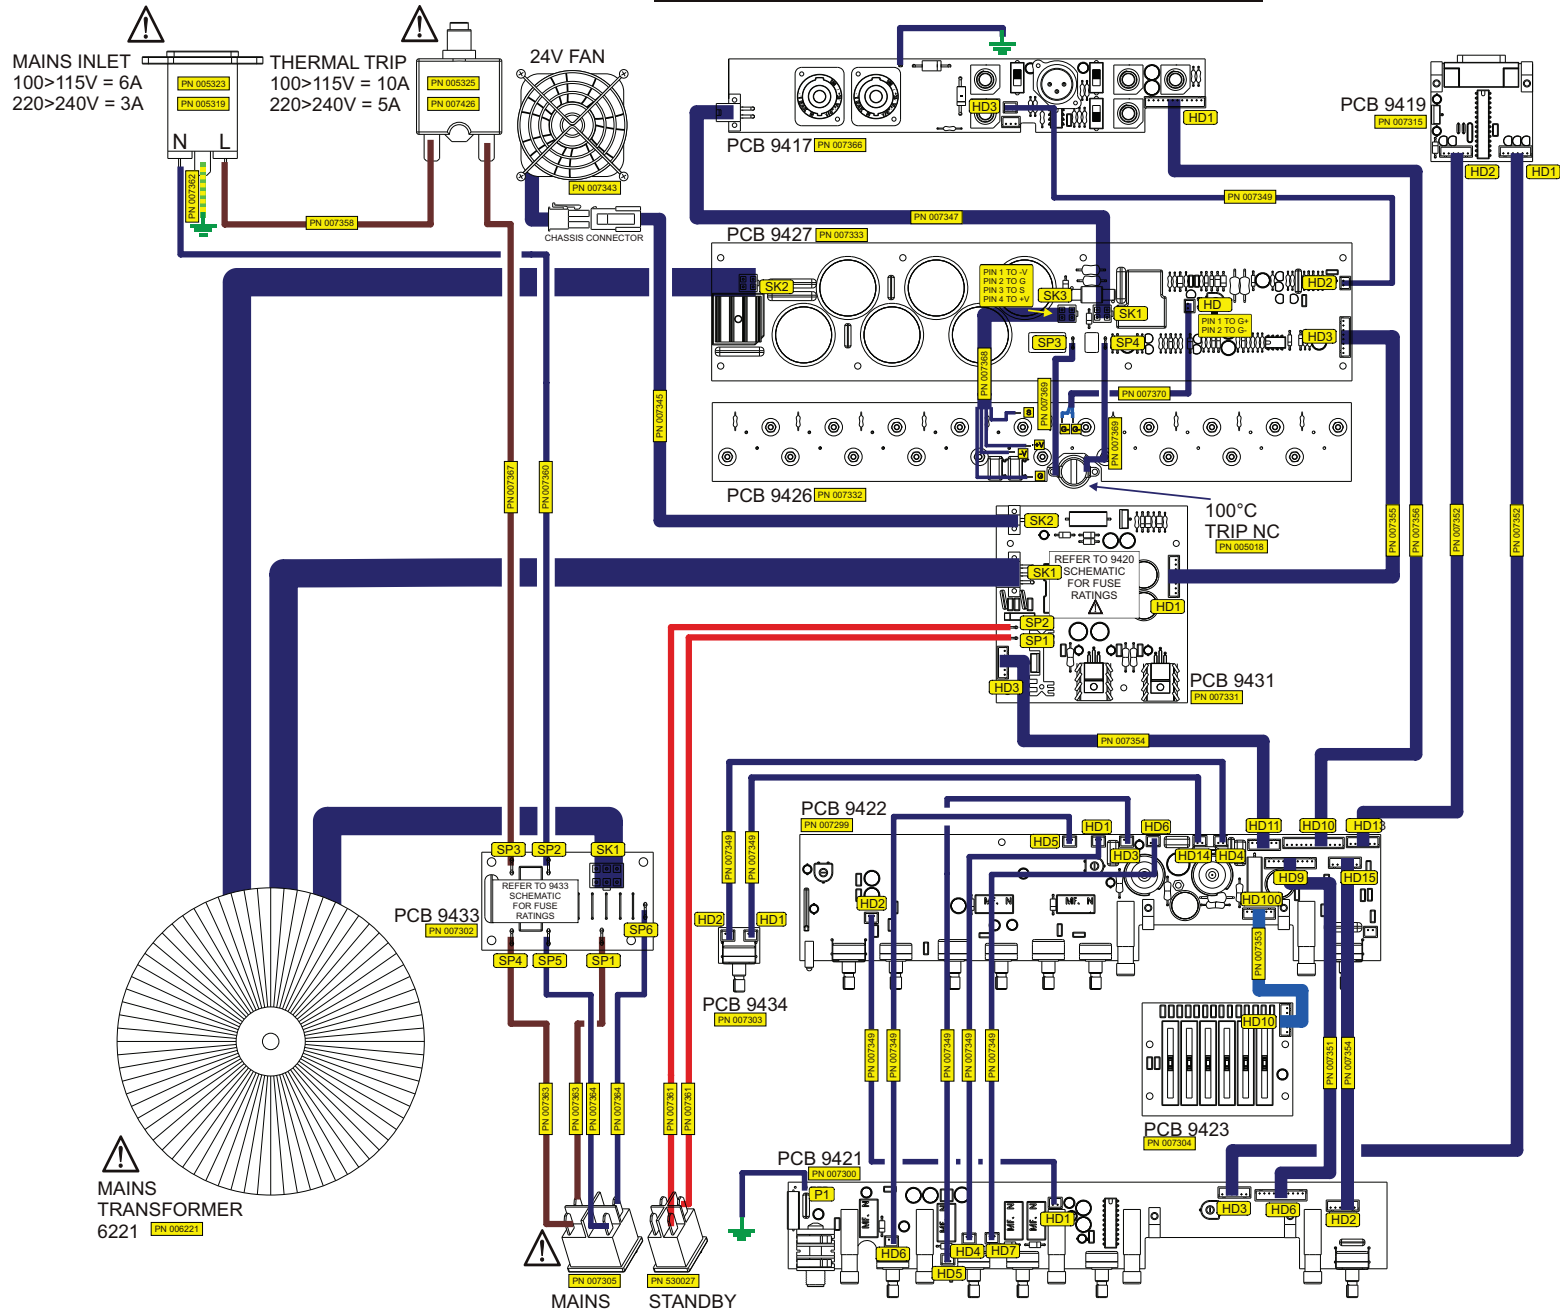 MAINS INLET
100>115V = 6A
220>240V = 3A
PN 005323
PN 005319
N L
PN 007362
THERMAL TRIP
100>115V = 10A
220>240V = 5A
PN 005325
PN 007426
PN 007358
24V FAN
PN 007343
CHASSIS CONNECTOR
HD3
HD1
PCB 9417 PN 007366
PN 007349
PN 007347
PCB 9419
PN 007315
HD2
HD1
PCB 9427 PN 007333
SK2
PIN 1 TO -V
PIN 2 TO G
PIN 3 TO S
PIN 4 TO +V
SK3
SK1
HD
PIN 1 TO G+
PIN 2 TO G-
HD2
HD3
SP3
SP4
PN 007368
PN 007369
PN 007370
PN 007369
PN 007345
S
G- G+
+V
-V
G
PCB 9426 PN 007332
100°C
TRIP NC
PN 005018
PN 007367
PN 007360
PN 007355
PN 007356
PN 007352
PN 007352
SK2
SK1
REFER TO 9420
SCHEMATIC
FOR FUSE
RATINGS
HD1
SP2
SP1
HD3
PCB 9431
PN 007331
PN 007354
PCB 9422
PN 007299
HD5
HD1
HD3
HD6
HD14
HD4
HD11
HD10
HD13
HD9
HD15
HD2
MF. N
MF. N
HD100
PN 007349
PN 007349
HD2
HD1
PCB 9434
PN 007303
SP3
SP2
SK1
REFER TO 9433
SCHEMATIC
FOR FUSE
RATINGS
PCB 9433
PN 007302
SP6
SP4
SP5
SP1
PN 007353
HD10
PN 007351
PN 007354
PCB 9423
PN 007304
PN 007349
PN 007349
PN 007349
PN 007349
PN 007363
PN 007363
PN 007364
PN 007364
PN 007361
PN 007361
MAINS
TRANSFORMER
6221 PN 006221
PCB 9421
PN 007300
P1
MF. N
MF. N
MF. N
MF. N
HD1
HD6
HD4
HD7
HD5
HD3
HD6
HD2
PN 007305
MAINS
PN 530027
STANDBY